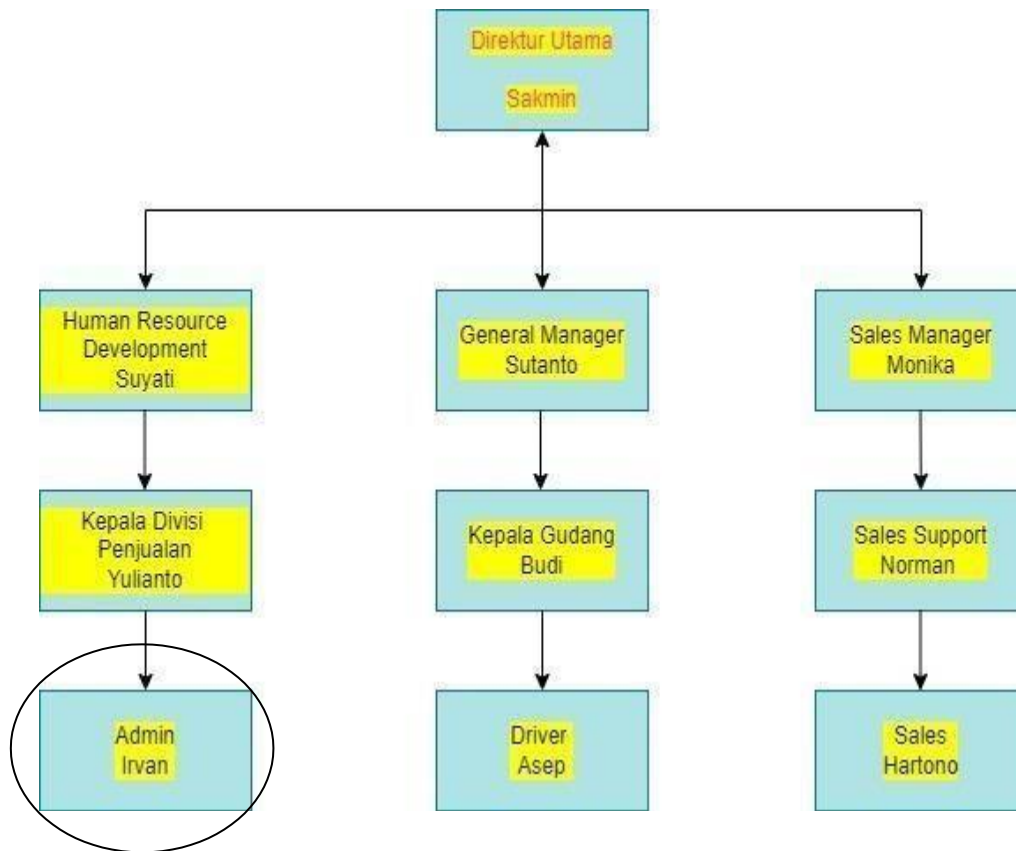 Direktur Utama
Sakmin
Human Resource
Development
Suyati
General Manager
Sutanto
Sales Manager
Monika
Kepala Divisi
Penjualan
Yulianto
Kepala Gudang
Budi
Sales Support
Norman
Admin
Irvan
Driver
Asep
Sales
Hartono